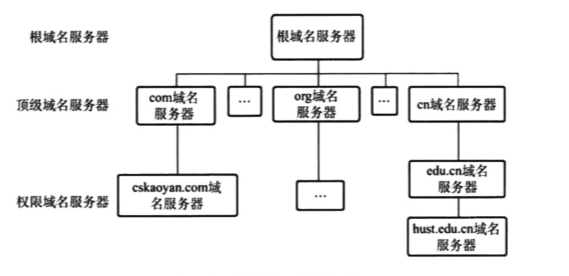 根域名服务器
根域名服务器
顶级域名服务器
com域名
服务器
...
org域名
服务器
...
cn域名服务器
权限域名服务器
cskaoyan.com域
名服务器
...
edu.cn域名
服务器
hust.edu.cn域名
服务器